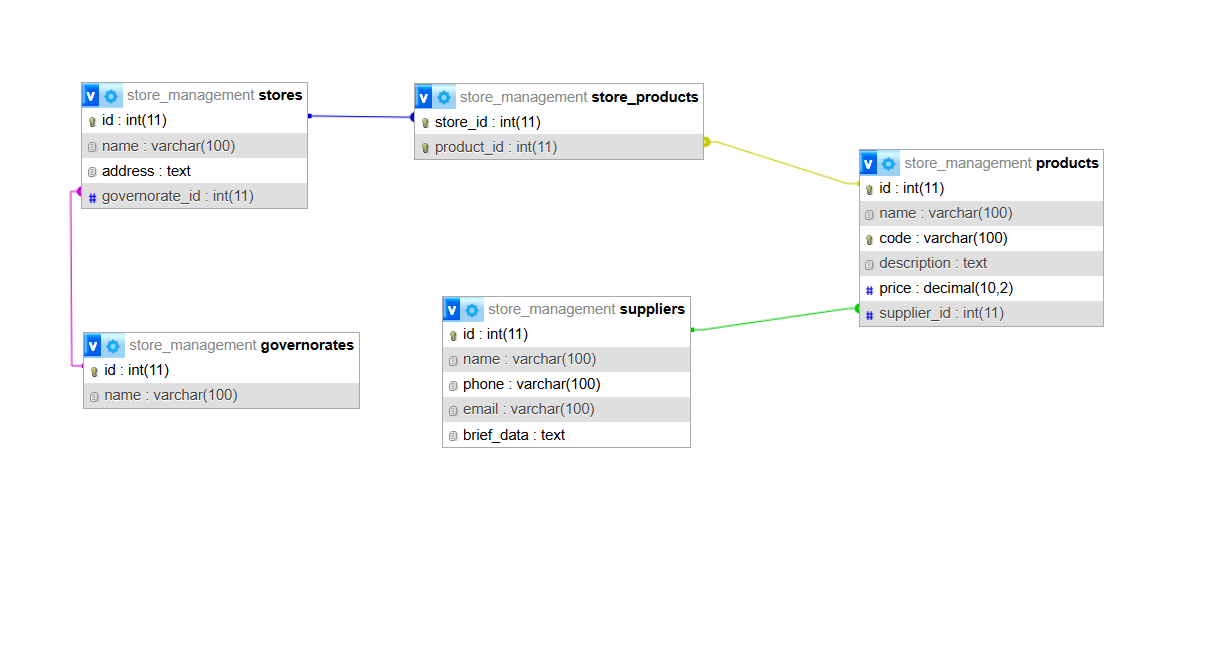 v store_management stores
id : int(11)
name : varchar(100)
address : text
# governorate_id : int(11)
v store_management store_products
store_id : int(11)
product_id : int(11)
v store_management products
id : int(11)
name : varchar(100)
code : varchar(100)
description : text
# price : decimal(10,2)
# supplier_id : int(11)
v store_management suppliers
id : int(11)
name : varchar(100)
phone : varchar(100)
email : varchar(100)
brief_data : text
v store_management governorates
id : int(11)
name : varchar(100)